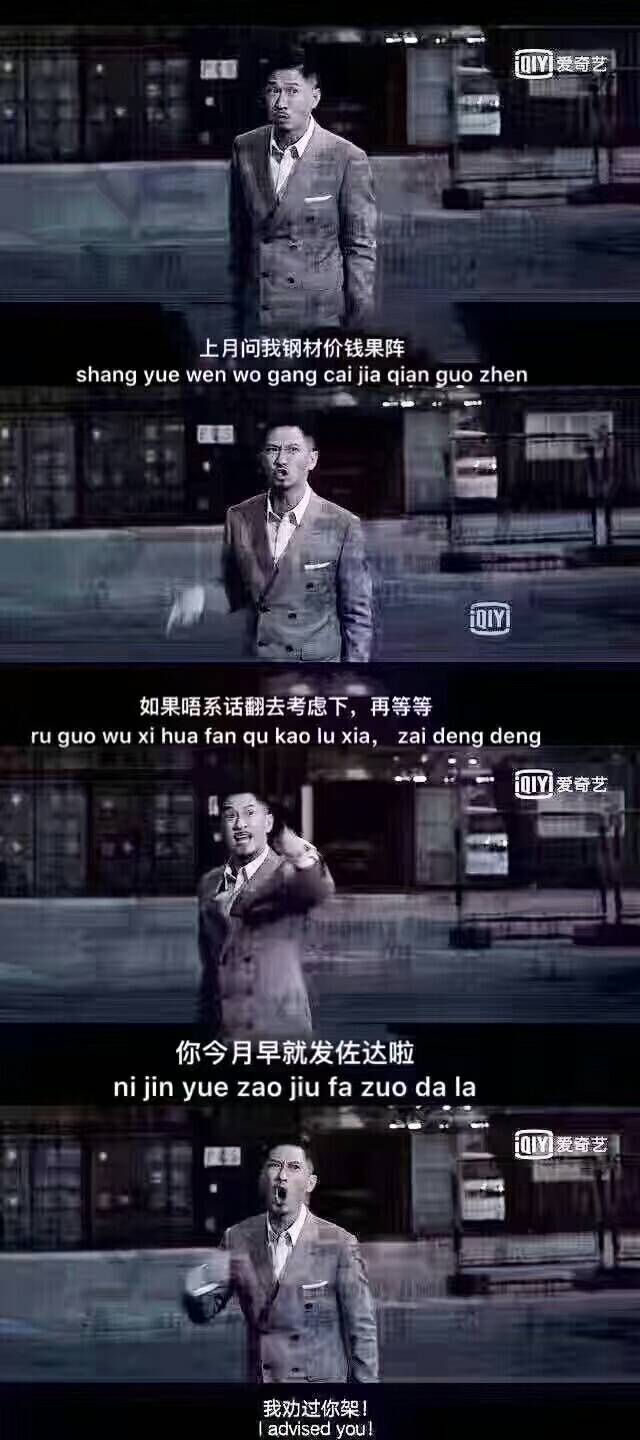 iQIYI 爱奇艺
上月问我钢材价钱果阵
shang yue wen wo gang cai jia qian guo zhen
iQIYI
如果唔系话翻去考虑下，再等等
ru guo wu xi hua fan qu kao lu xia， zai deng deng
iQIYI 爱奇艺
你今月早就发佐达啦
ni jin yue zao jiu fa zuo da la
iQIYI 爱奇艺
我劝过你架！
I advised you!